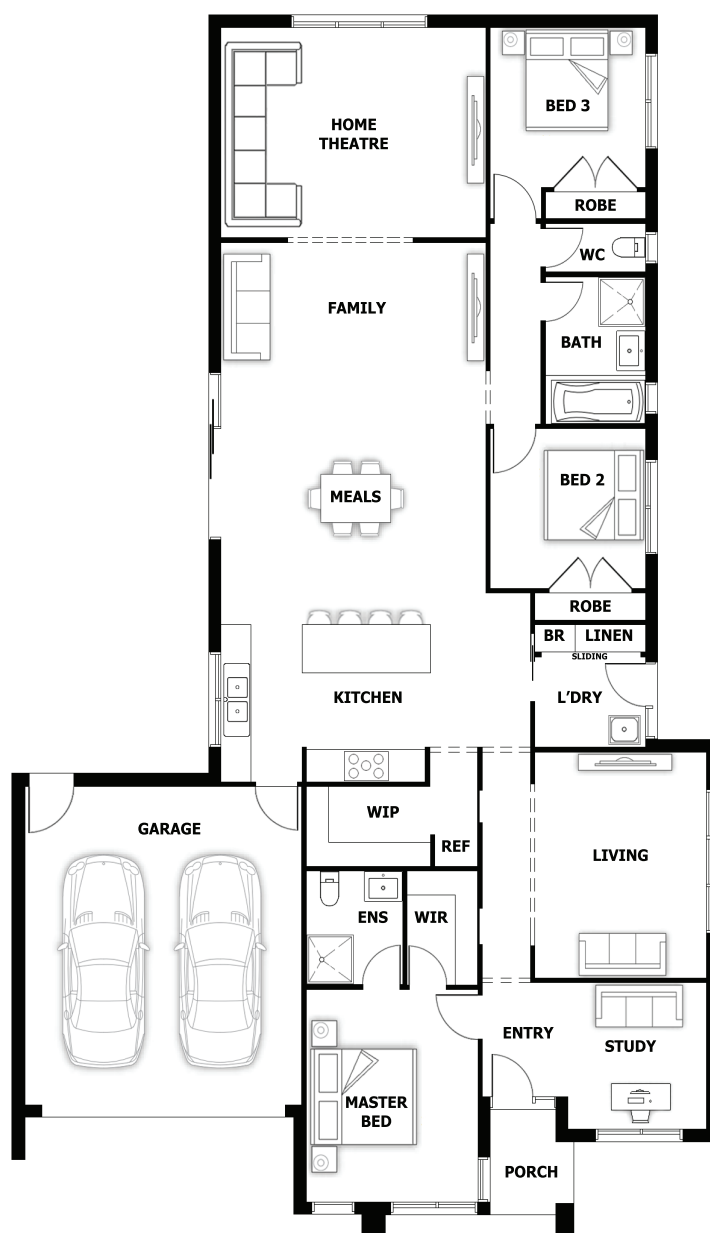 BED 3
HOME
THEATRE
ROBE
WC
FAMILY
BATH
BED 2
MEALS
ROBE
BR LINEN
SLIDING
KITCHEN
L'DRY
WIP
GARAGE
REF
LIVING
ENS
WIR
ENTRY
STUDY
MASTER
BED
PORCH